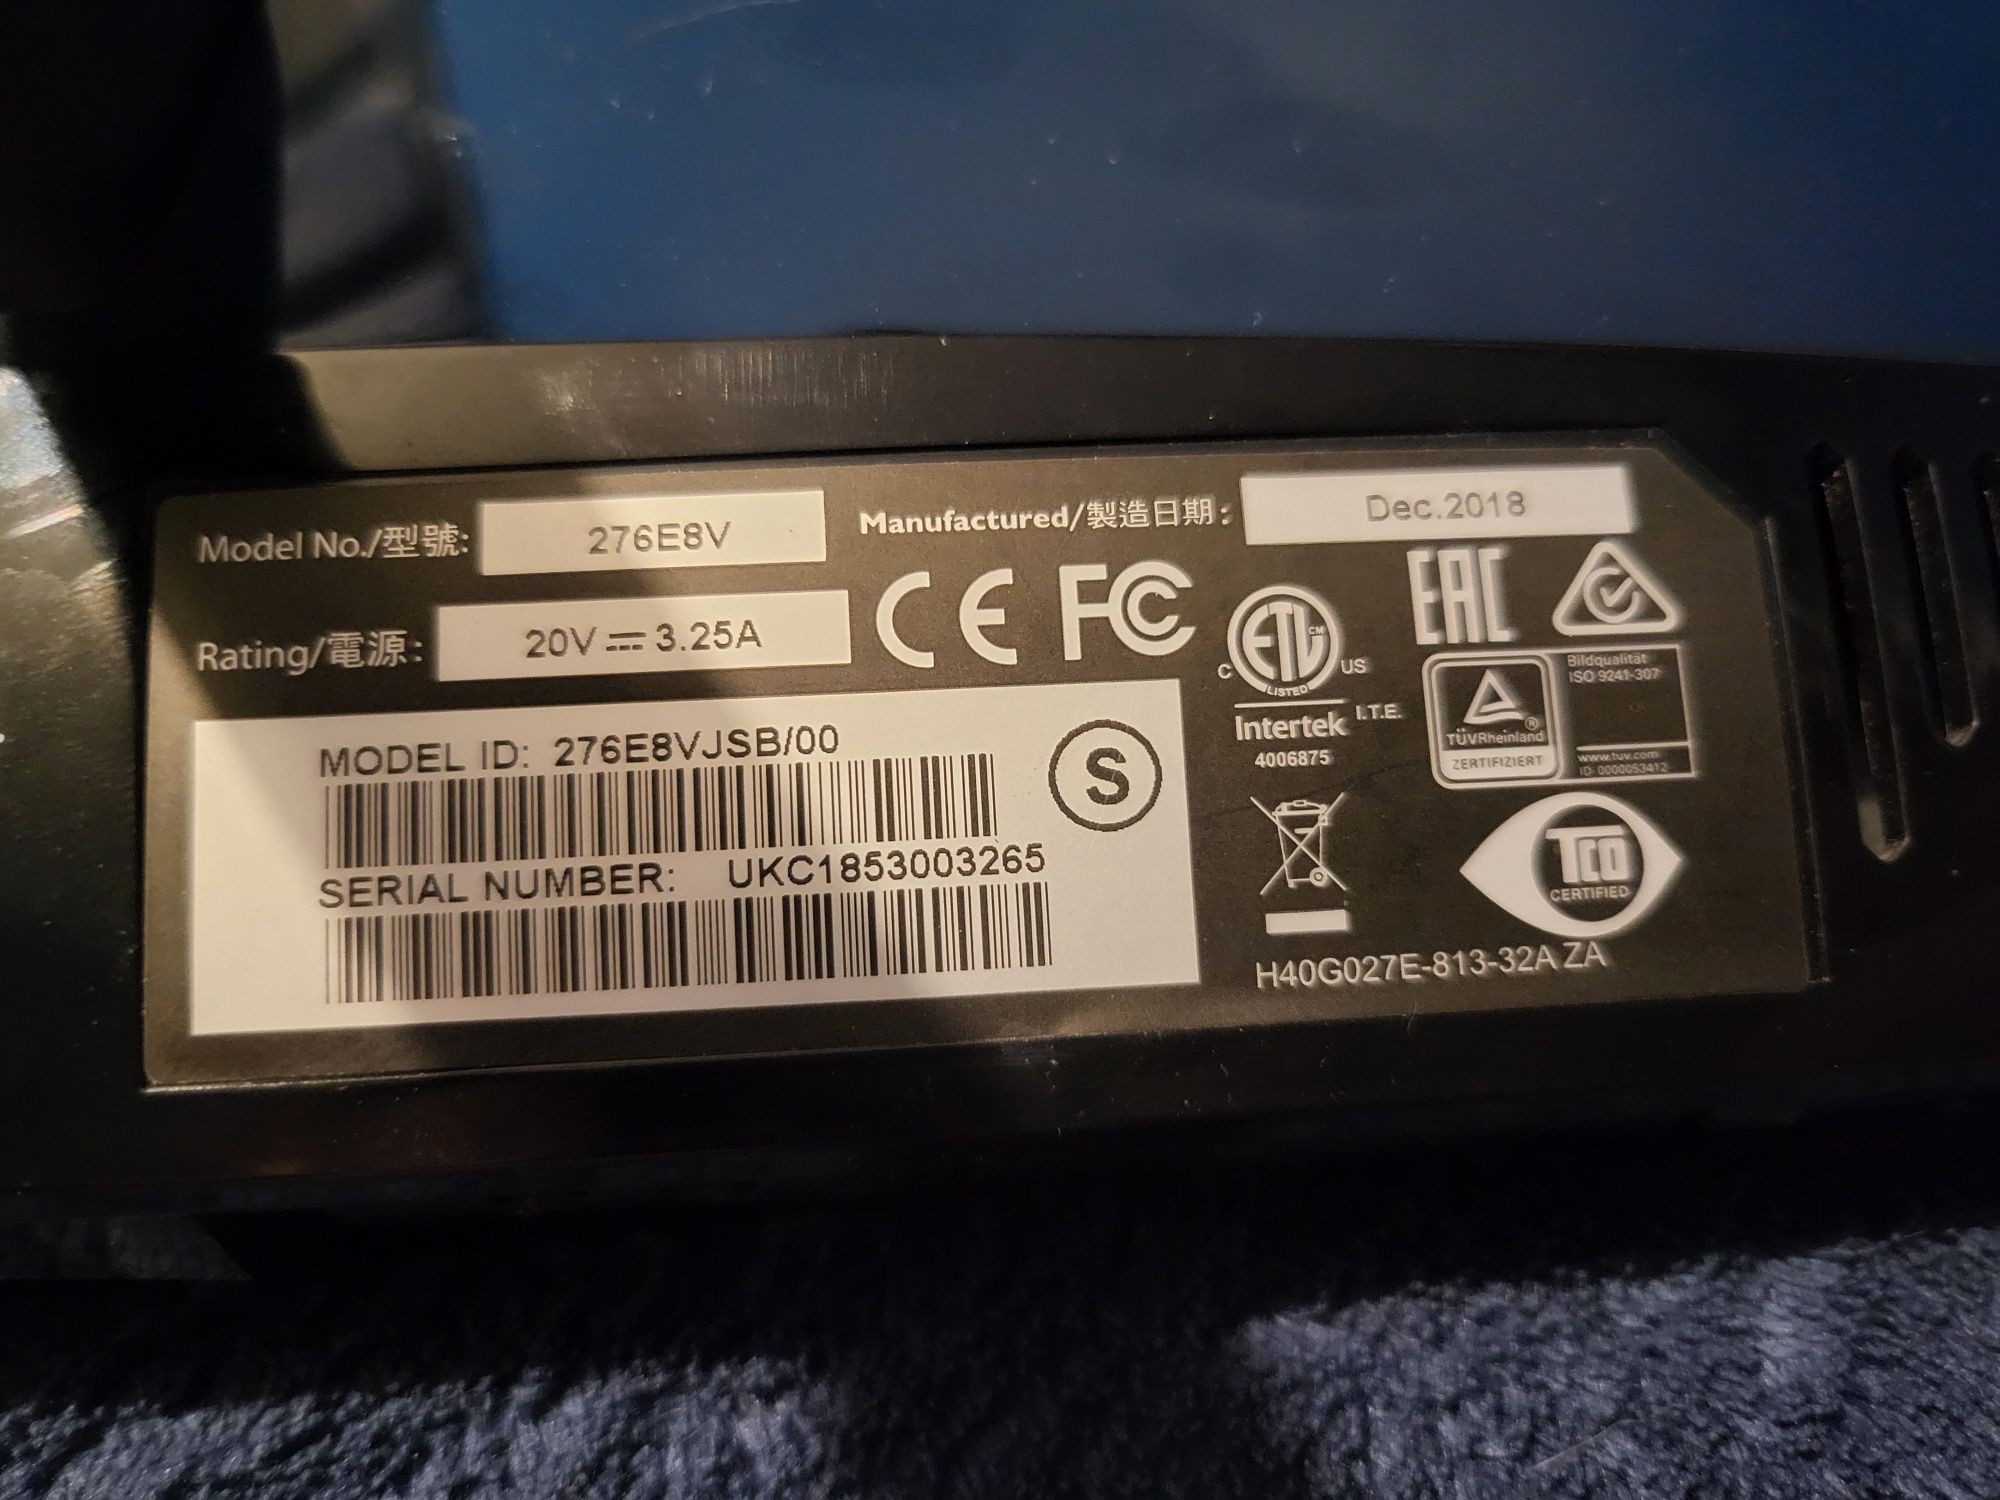 Model No./型號: 276E8V
Manufactured/製造日期: Dec.2018
Rating/電源: 20V ⎓ 3.25A
CE FC EAC
C ETL CM US
LISTED
Intertek I.T.E.
4006875
TÜVRheinland ®
ZERTIFIZIERT
Bildqualität
ISO 9241-307
www.tuv.com
ID: 0000053412
MODEL ID: 276E8VJSB/00
S
SERIAL NUMBER: UKC1853003265
TCO
CERTIFIED
H40G027E-813-32A ZA